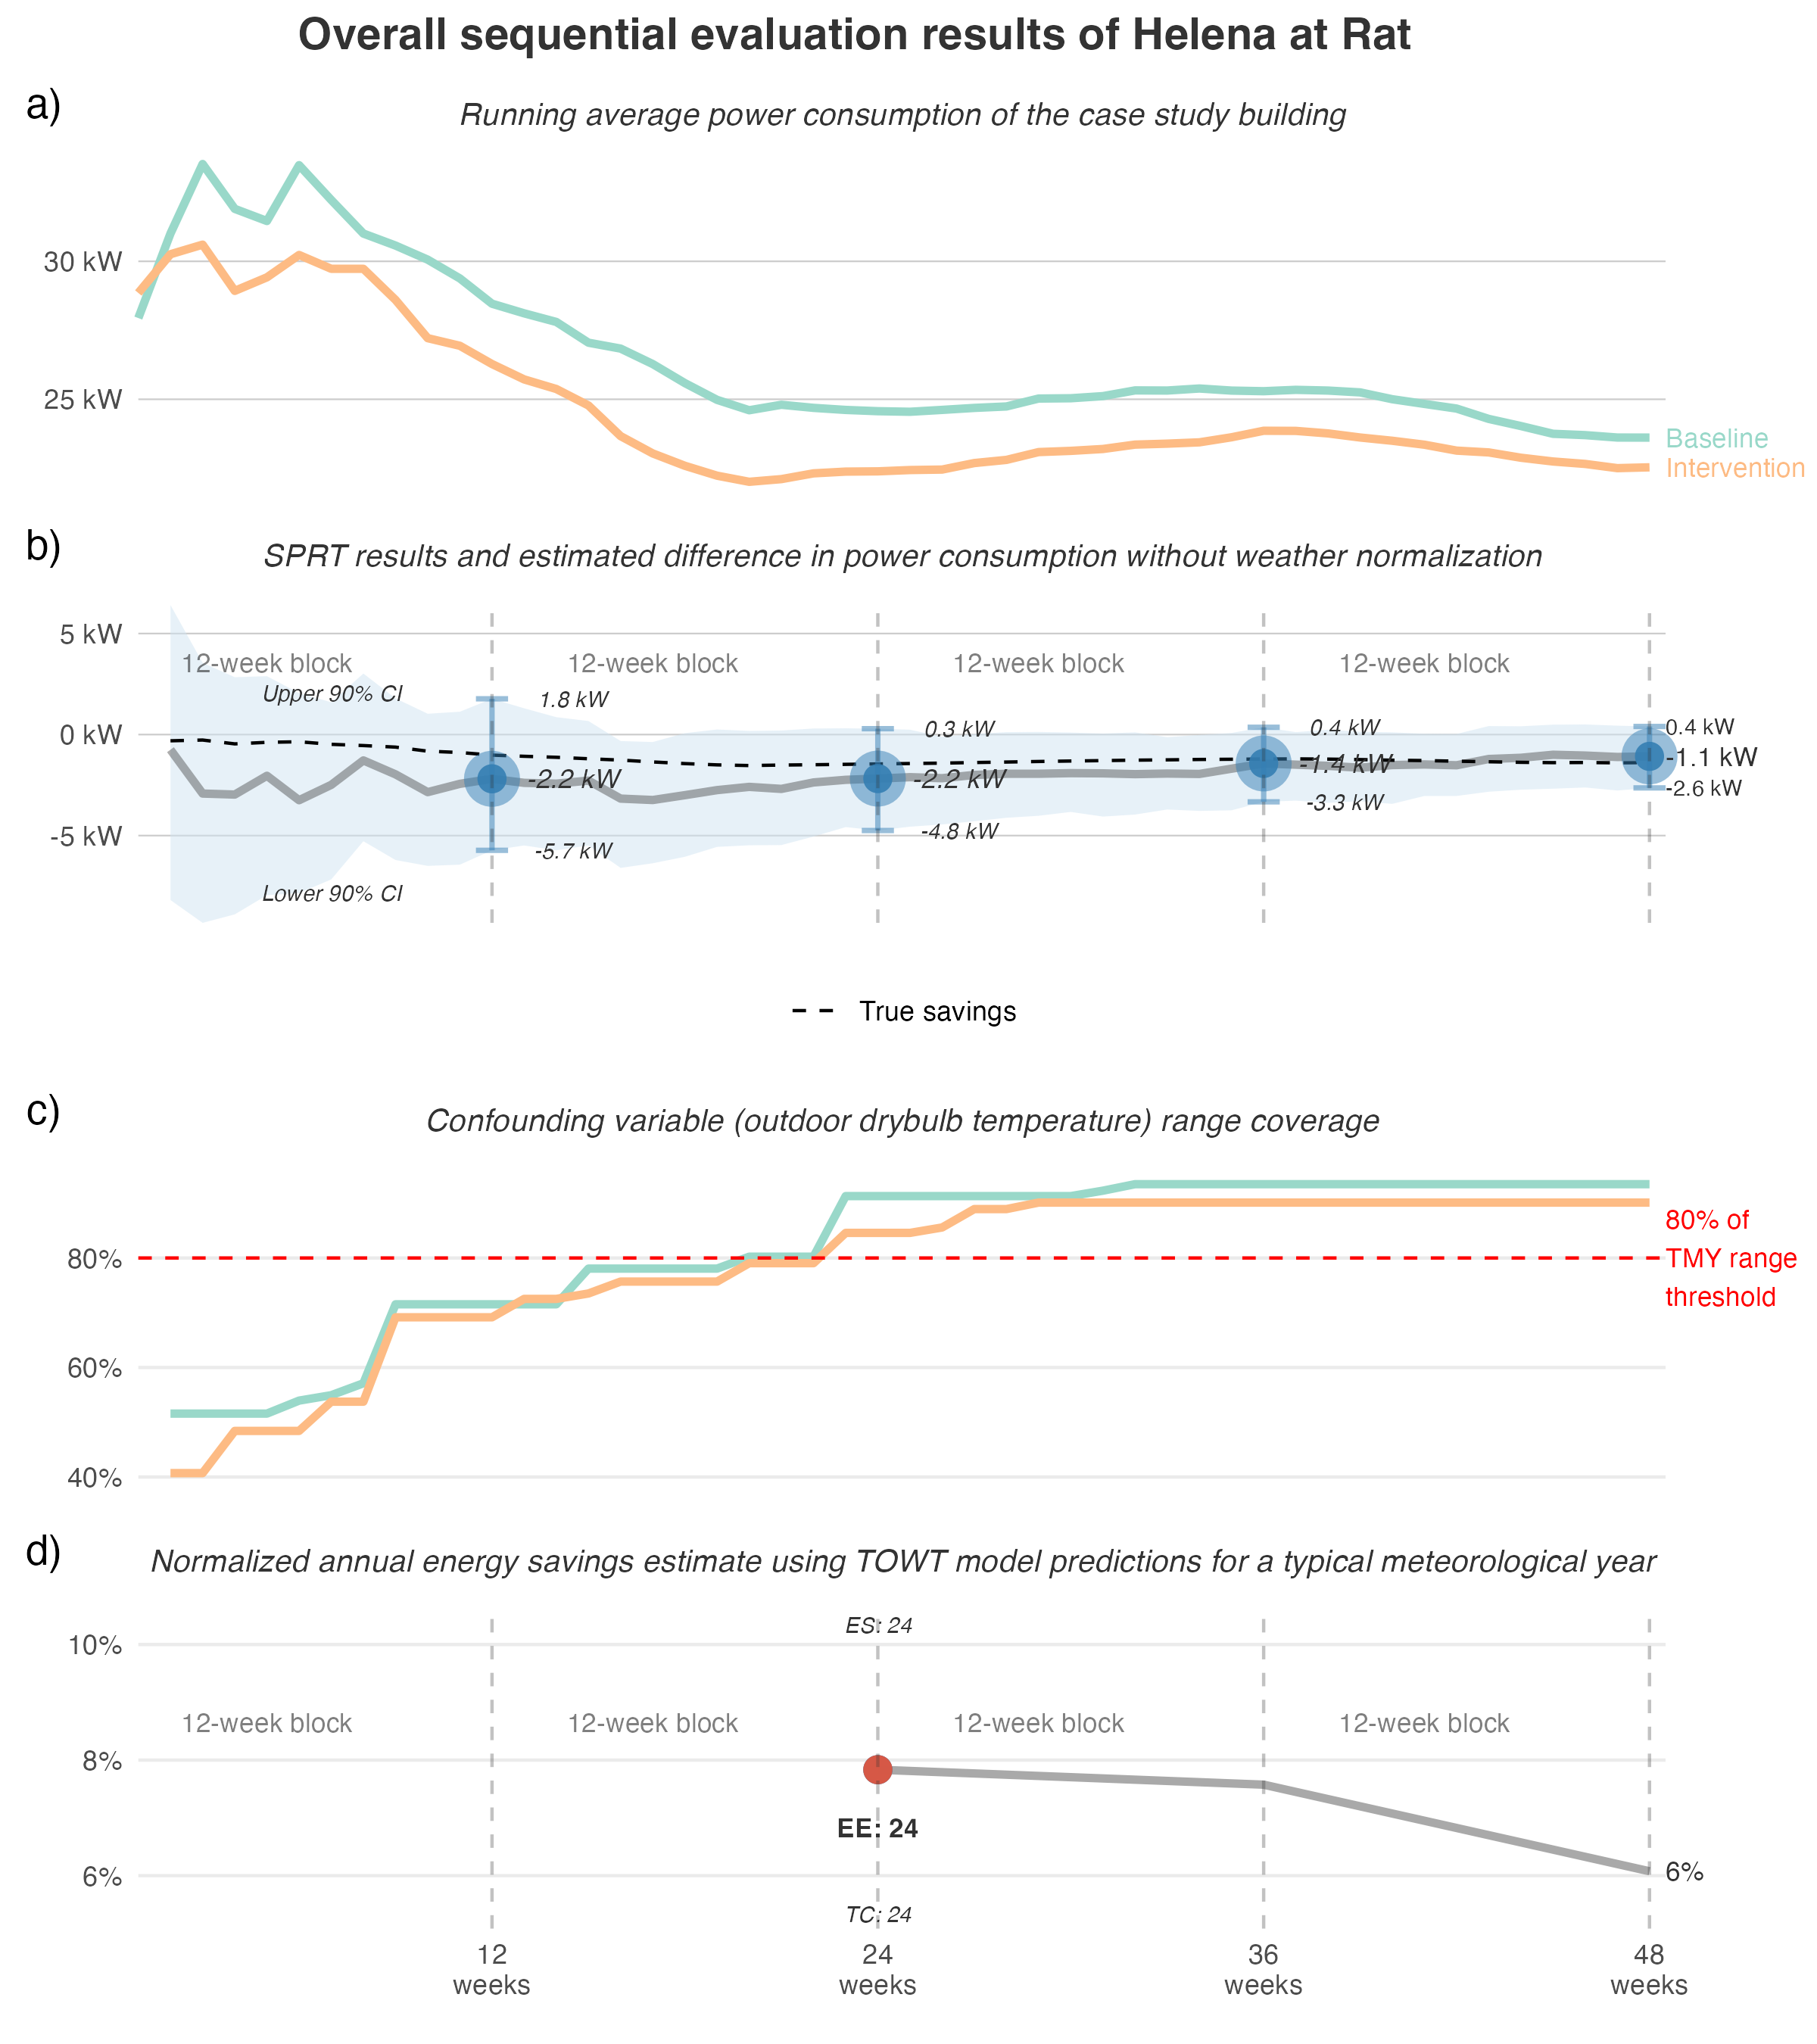 Overall sequential evaluation results of Helena at Rat
a)
Running average power consumption of the case study building
30 kW
25 kW
Baseline
Intervention
b)
SPRT results and estimated difference in power consumption without weather normalization
5 kW
12-week block 12-week block 12-week block 12-week block
Upper 90% CI
1.8 kW
0.3 kW
0.4 kW
0.4 kW
0 kW
-2.2 kW
-2.2 kW
-1.4 kW
-1.1 kW
-3.3 kW
-2.6 kW
-5 kW
-5.7 kW
-4.8 kW
Lower 90% CI
True savings
c)
Confounding variable (outdoor drybulb temperature) range coverage
80%
60%
40%
80% of
TMY range
threshold
d)
Normalized annual energy savings estimate using TOWT model predictions for a typical meteorological year
ES: 24
10%
12-week block 12-week block 12-week block 12-week block
8%
EE: 24
6%
6%
TC: 24
12
weeks
24
weeks
36
weeks
48
weeks